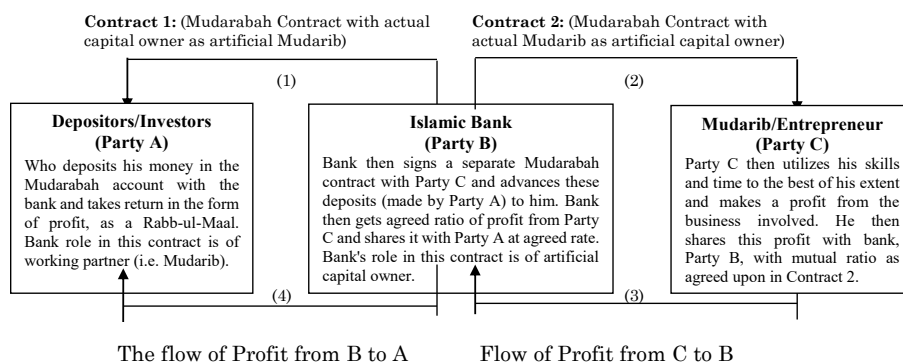 Contract 1: (Mudarabah Contract with actual
capital owner as artificial Mudarib)
Contract 2: (Mudarabah Contract with
actual Mudarib as artificial capital owner)
(1)
(2)
Depositors/Investors
(Party A)
Who deposits his money in the
Mudarabah account with the
bank and takes return in the form
of profit, as a Rabb-ul-Maal.
Bank role in this contract is of
working partner (i.e. Mudarib).
Islamic Bank
(Party B)
Bank then signs a separate Mudarabah
contract with Party C and advances these
deposits (made by Party A) to him. Bank
then gets agreed ratio of profit from Party
C and shares it with Party A at agreed rate.
Bank's role in this contract is of artificial
capital owner.
Mudarib/Entrepreneur
(Party C)
Party C then utilizes his skills
and time to the best of his extent
and makes a profit from the
business involved. He then
shares this profit with bank,
Party B, with mutual ratio as
agreed upon in Contract 2.
(4)
(3)
The flow of Profit from B to A
Flow of Profit from C to B